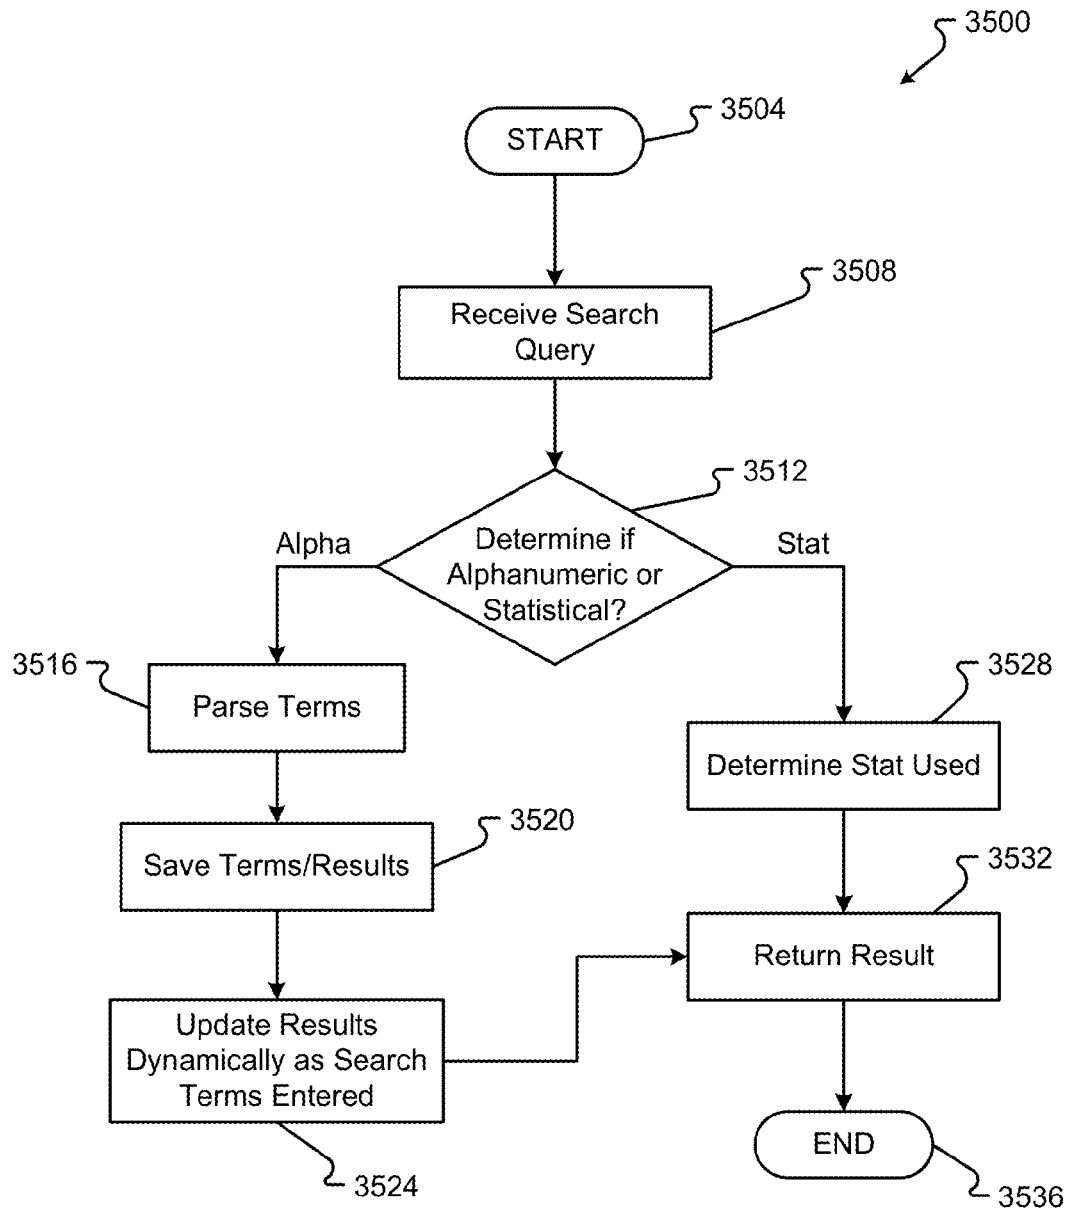 3500
START
3504
Receive Search
Query
3508
3512
Determine if
Alphanumeric or
Statistical?
Alpha
Stat
3516
Parse Terms
3528
Determine Stat Used
3520
Save Terms/Results
3532
Return Result
Update Results
Dynamically as Search
Terms Entered
3524
END
3536